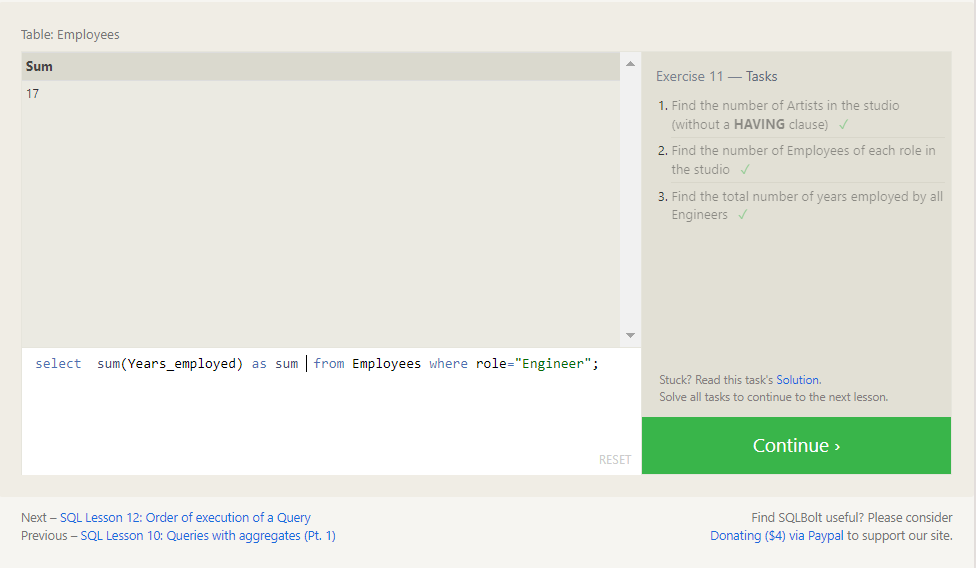 Table: Employees
Sum
17
Exercise 11 — Tasks
1. Find the number of Artists in the studio
(without a HAVING clause) ✓
2. Find the number of Employees of each role in
the studio ✓
3. Find the total number of years employed by all
Engineers ✓
select  sum(Years_employed) as sum  from Employees where role="Engineer";
RESET
Stuck? Read this task's Solution.
Solve all tasks to continue to the next lesson.
Continue ›
Next – SQL Lesson 12: Order of execution of a Query
Previous – SQL Lesson 10: Queries with aggregates (Pt. 1)
Find SQLBolt useful? Please consider
Donating ($4) via Paypal to support our site.